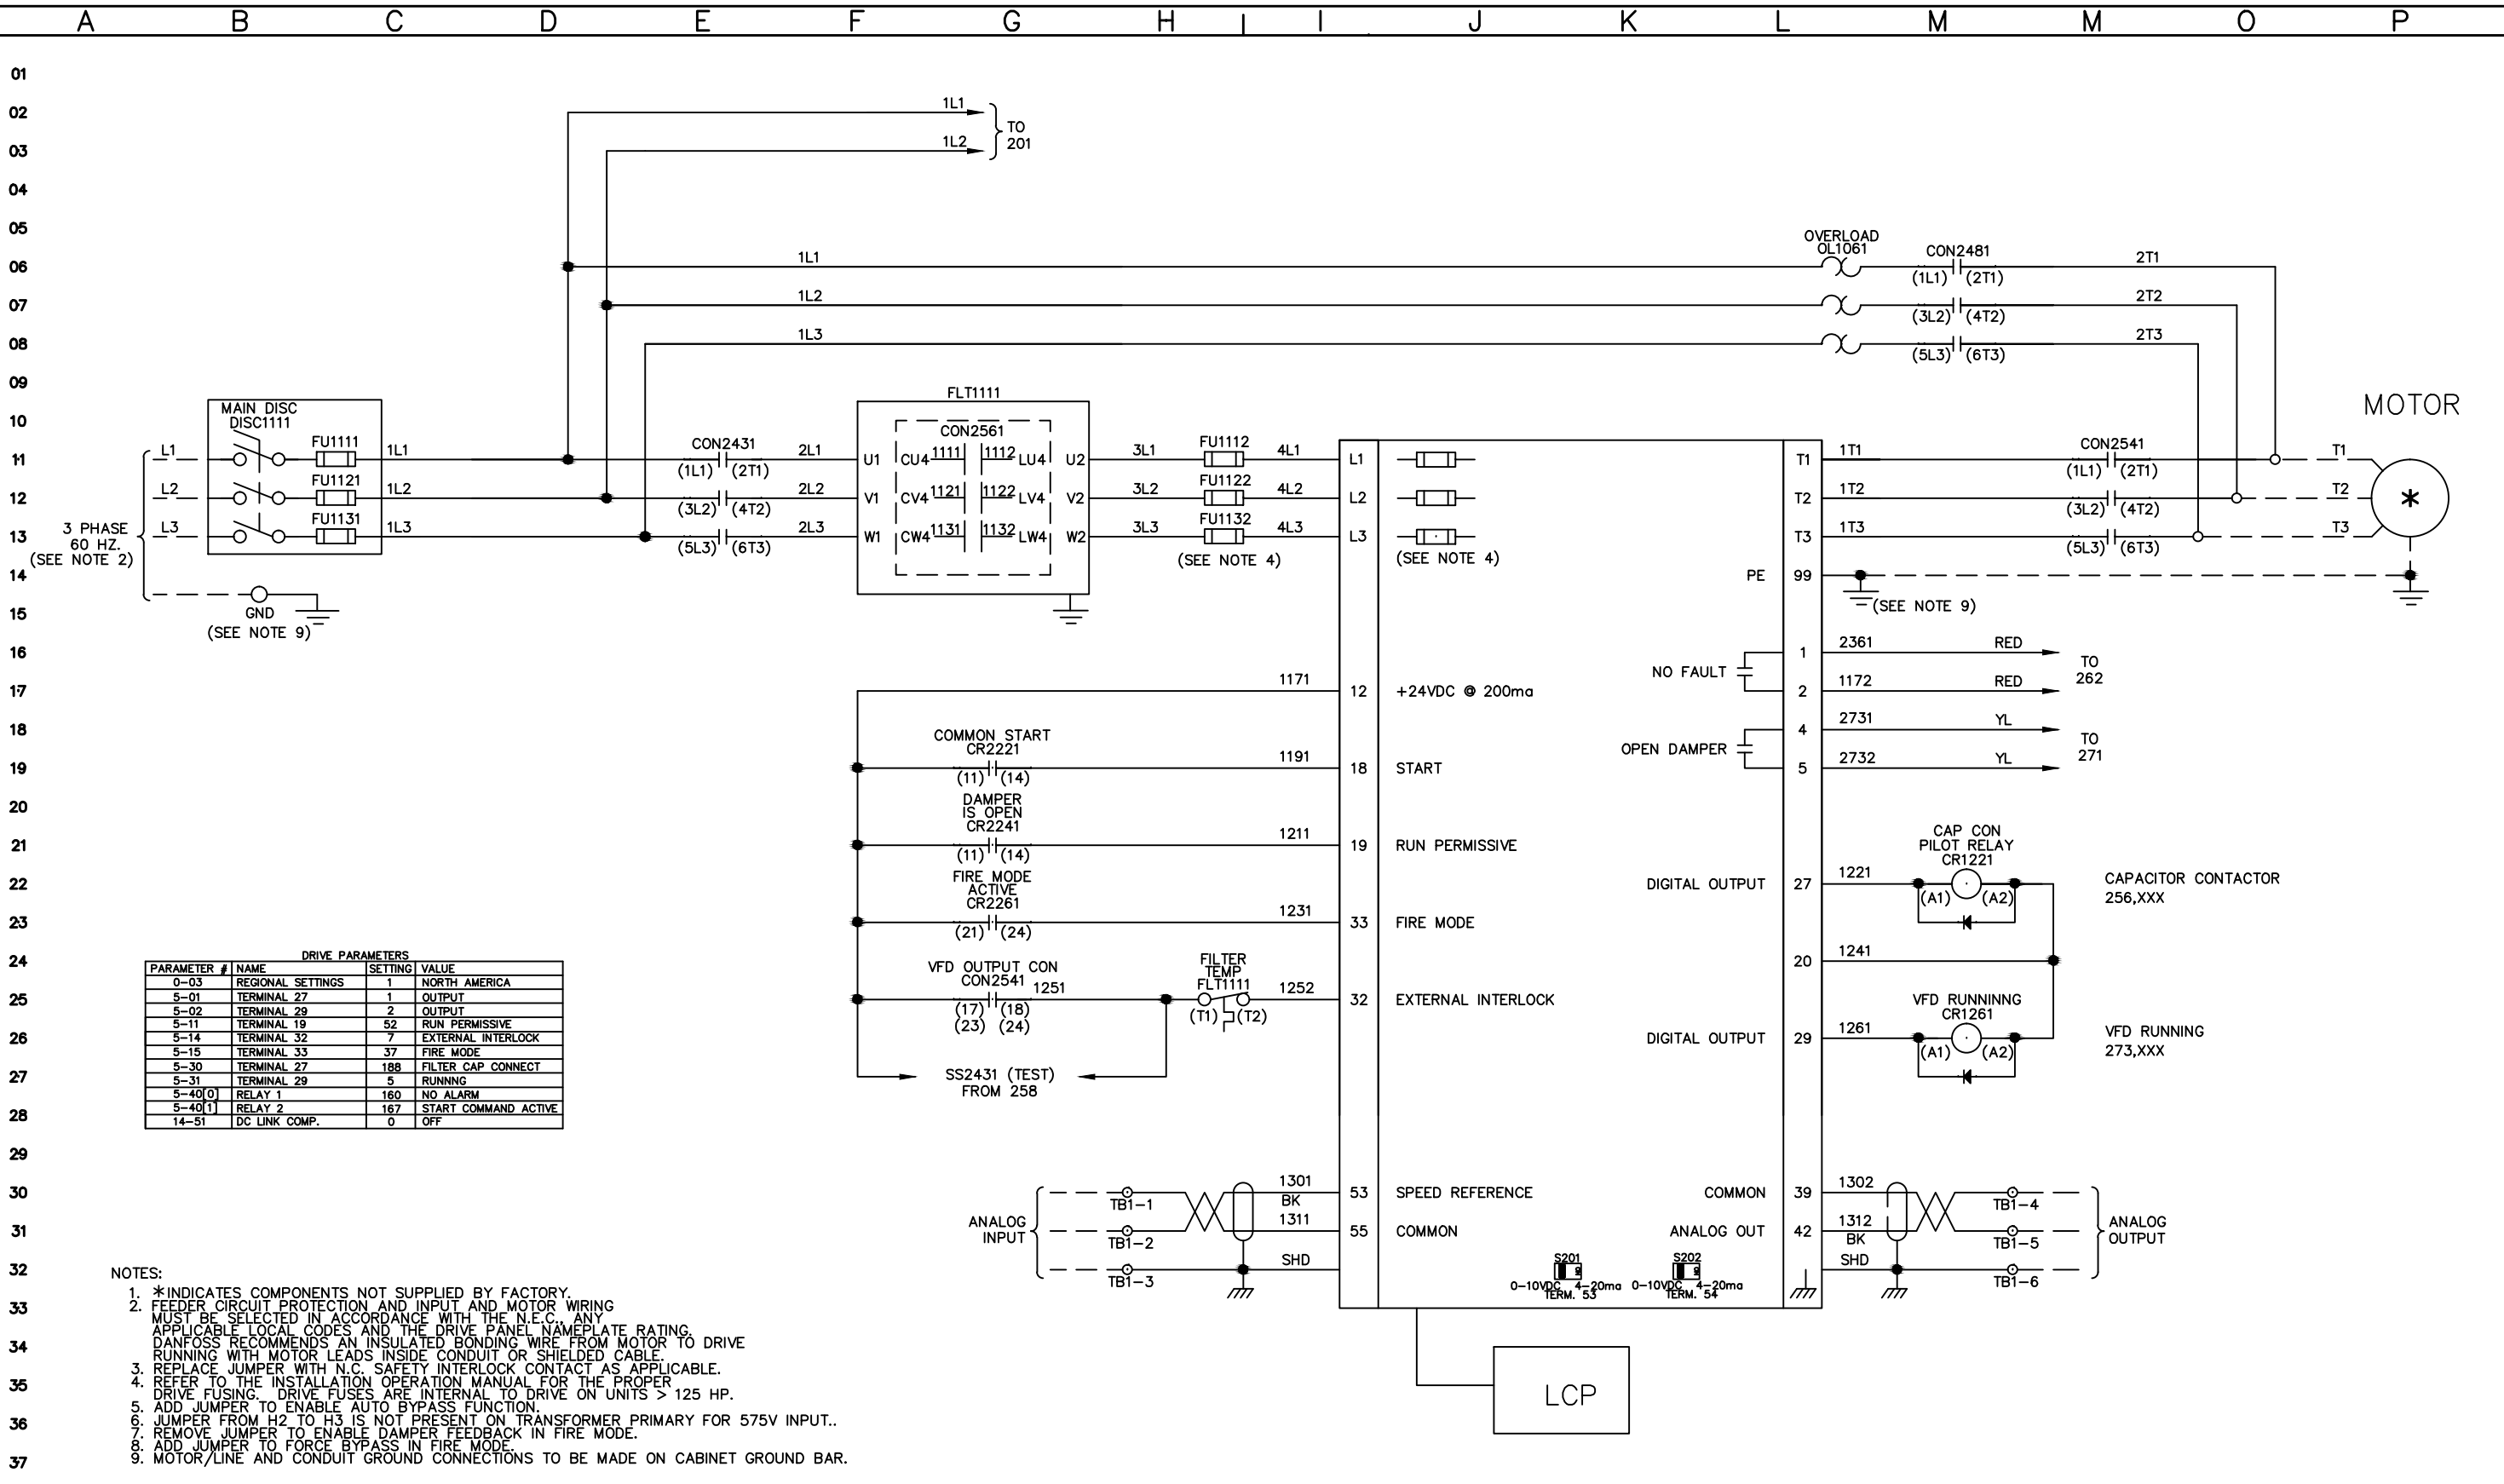 A B C D E F G H I J K L M M O P
01
02
03
04
05
06
07
08
09
10
11
12
13
14
15
16
17
18
19
20
21
22
23
24
25
26
27
28
29
30
31
32
33
34
35
36
37
1L1
1L2
TO
201
1L1
1L2
1L3
OVERLOAD
OL1061
CON2481
(1L1) (2T1)
(3L2) (4T2)
(5L3) (6T3)
2T1
2T2
2T3
MAIN DISC
DISC1111
L1
L2
L3
FU1111
FU1121
FU1131
1L1
1L2
1L3
3 PHASE
60 HZ.
(SEE NOTE 2)
GND
(SEE NOTE 9)
CON2431
(1L1) (2T1)
(3L2) (4T2)
(5L3) (6T3)
2L1
2L2
2L3
FLT1111
CON2561
U1 CU4 1111 1112 LU4 U2
V1 CV4 1121 1122 LV4 V2
W1 CW4 1131 1132 LW4 W2
3L1
3L2
3L3
FU1112
FU1122
FU1132
(SEE NOTE 4)
4L1
4L2
4L3
L1
L2
L3
(SEE NOTE 4)
T1
T2
T3
PE 99
1T1
1T2
1T3
(SEE NOTE 9)
CON2541
(1L1) (2T1)
(3L2) (4T2)
(5L3) (6T3)
MOTOR
T1
T2
T3
*
1171 12 +24VDC @ 200ma
COMMON START
CR2221
(11) (14)
1191 18 START
DAMPER
IS OPEN
CR2241
(11) (14)
1211 19 RUN PERMISSIVE
FIRE MODE
ACTIVE
CR2261
(21) (24)
1231 33 FIRE MODE
VFD OUTPUT CON
CON2541
1251
(17) (18)
(23) (24)
FILTER
TEMP
FLT1111
(T1) (T2)
1252 32 EXTERNAL INTERLOCK
SS2431 (TEST)
FROM 258
NO FAULT
1 2361 RED
2 1172 RED
TO
262
OPEN DAMPER
4 2731 YL
5 2732 YL
TO
271
CAP CON
PILOT RELAY
CR1221
DIGITAL OUTPUT 27 1221
(A1) (A2)
CAPACITOR CONTACTOR
256,XXX
20 1241
VFD RUNNINNG
CR1261
DIGITAL OUTPUT 29 1261
(A1) (A2)
VFD RUNNING
273,XXX
DRIVE PARAMETERS
PARAMETER # NAME SETTING VALUE
0-03 REGIONAL SETTINGS 1 NORTH AMERICA
5-01 TERMINAL 27 1 OUTPUT
5-02 TERMINAL 29 2 OUTPUT
5-11 TERMINAL 19 52 RUN PERMISSIVE
5-14 TERMINAL 32 7 EXTERNAL INTERLOCK
5-15 TERMINAL 33 37 FIRE MODE
5-30 TERMINAL 27 188 FILTER CAP CONNECT
5-31 TERMINAL 29 5 RUNNNG
5-40[0] RELAY 1 160 NO ALARM
5-40[1] RELAY 2 167 START COMMAND ACTIVE
14-51 DC LINK COMP. 0 OFF
ANALOG
INPUT
TB1-1
TB1-2
TB1-3
1301
BK
1311
SHD
53 SPEED REFERENCE
55 COMMON
COMMON 39
ANALOG OUT 42
1302
1312
BK
SHD
TB1-4
TB1-5
TB1-6
ANALOG
OUTPUT
S201
0-10VDC 4-20ma
TERM. 53
S202
0-10VDC 4-20ma
TERM. 54
LCP
NOTES:
1. *INDICATES COMPONENTS NOT SUPPLIED BY FACTORY.
2. FEEDER CIRCUIT PROTECTION AND INPUT AND MOTOR WIRING
MUST BE SELECTED IN ACCORDANCE WITH THE N.E.C., ANY
APPLICABLE LOCAL CODES AND THE DRIVE PANEL NAMEPLATE RATING.
DANFOSS RECOMMENDS AN INSULATED BONDING WIRE FROM MOTOR TO DRIVE
RUNNING WITH MOTOR LEADS INSIDE CONDUIT OR SHIELDED CABLE.
3. REPLACE JUMPER WITH N.C. SAFETY INTERLOCK CONTACT AS APPLICABLE.
4. REFER TO THE INSTALLATION OPERATION MANUAL FOR THE PROPER
DRIVE FUSING. DRIVE FUSES ARE INTERNAL TO DRIVE ON UNITS > 125 HP.
5. ADD JUMPER TO ENABLE AUTO BYPASS FUNCTION.
6. JUMPER FROM H2 TO H3 IS NOT PRESENT ON TRANSFORMER PRIMARY FOR 575V INPUT..
7. REMOVE JUMPER TO ENABLE DAMPER FEEDBACK IN FIRE MODE.
8. ADD JUMPER TO FORCE BYPASS IN FIRE MODE.
9. MOTOR/LINE AND CONDUIT GROUND CONNECTIONS TO BE MADE ON CABINET GROUND BAR.